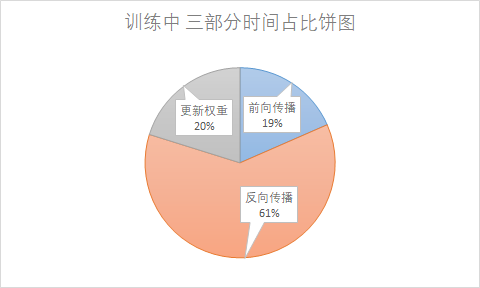 训练中 三部分时间占比饼图
更新权重
20%
前向传播
19%
反向传播
61%